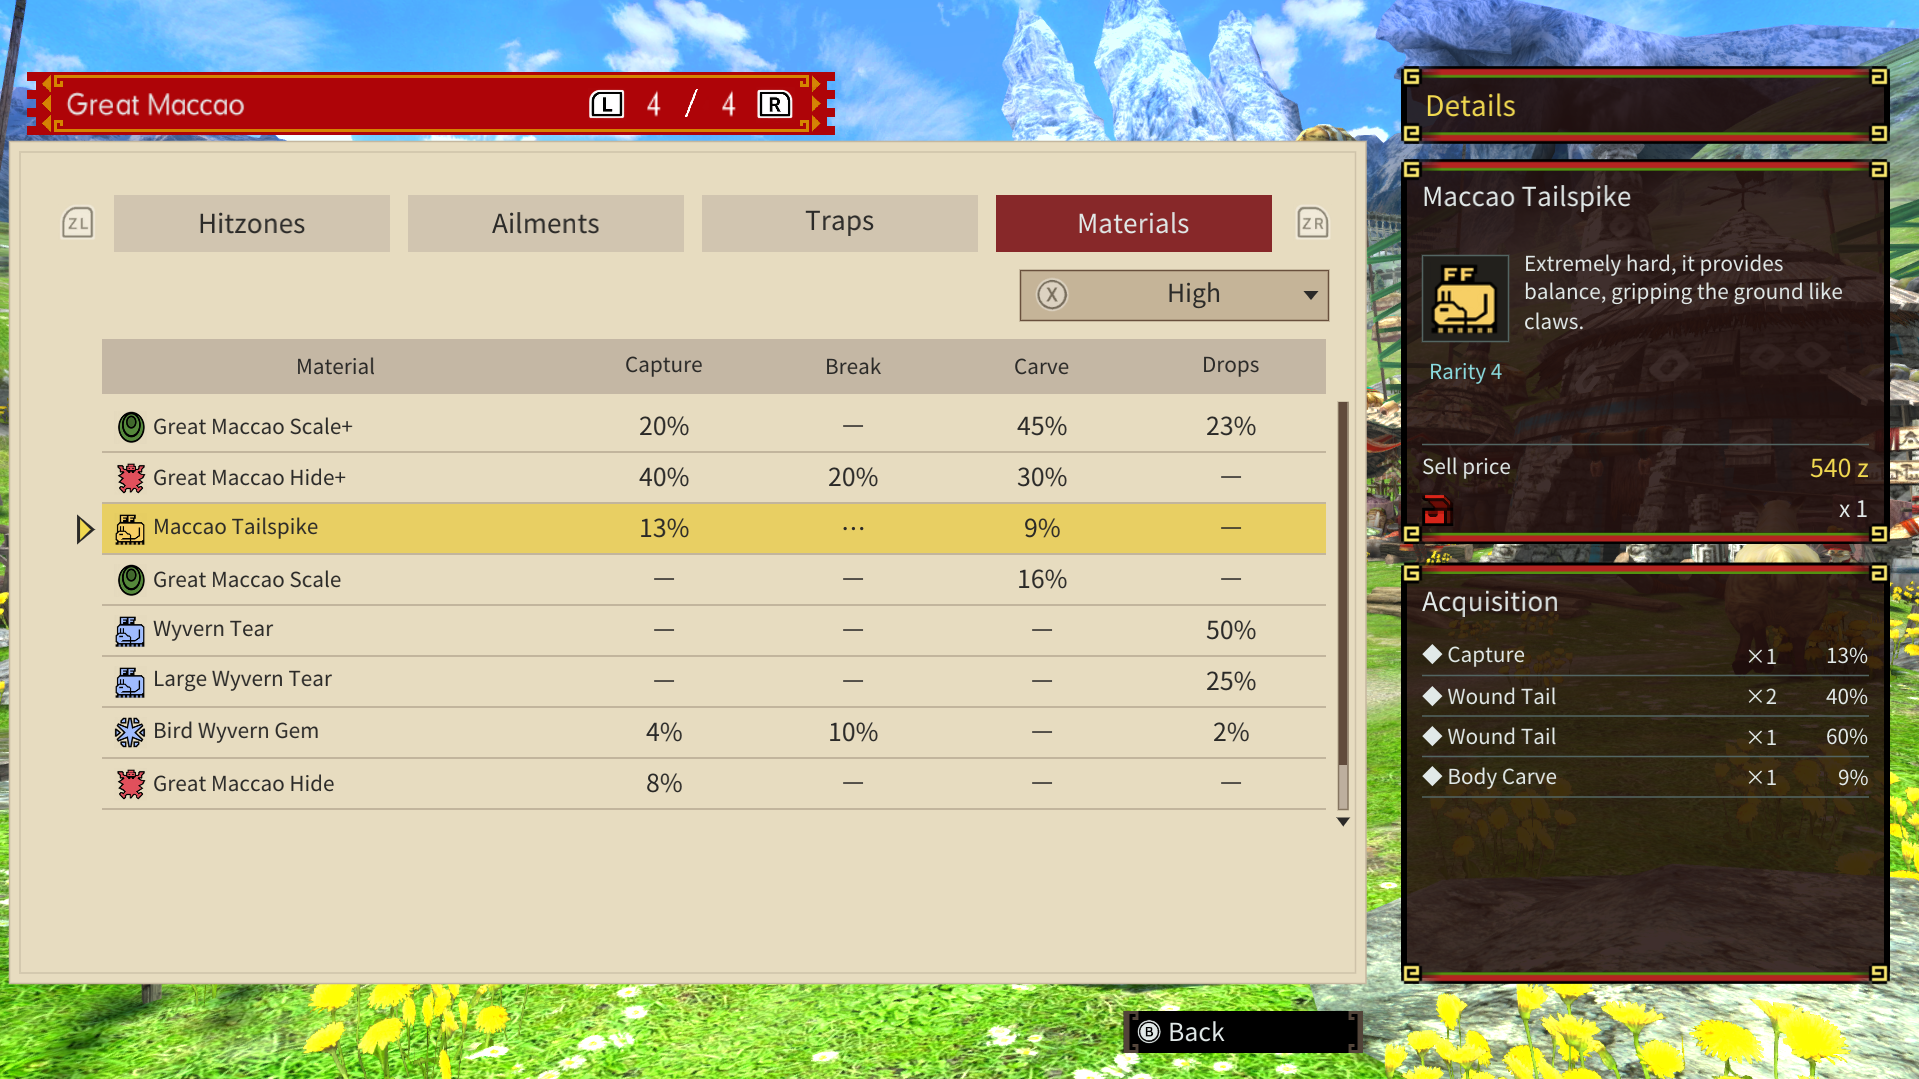 Great Maccao
L 4 / 4 R
ZL Hitzones Ailments Traps Materials ZR
X High
Material Capture Break Carve Drops
Great Maccao Scale+ 20% — 45% 23%
Great Maccao Hide+ 40% 20% 30% —
Maccao Tailspike 13% ... 9% —
Great Maccao Scale — — 16% —
Wyvern Tear — — — 50%
Large Wyvern Tear — — — 25%
Bird Wyvern Gem 4% 10% — 2%
Great Maccao Hide 8% — — —
B Back
Details
Maccao Tailspike
Extremely hard, it provides
balance, gripping the ground like
claws.
Rarity 4
Sell price 540 z
x 1
Acquisition
◆Capture ×1 13%
◆Wound Tail ×2 40%
◆Wound Tail ×1 60%
◆Body Carve ×1 9%